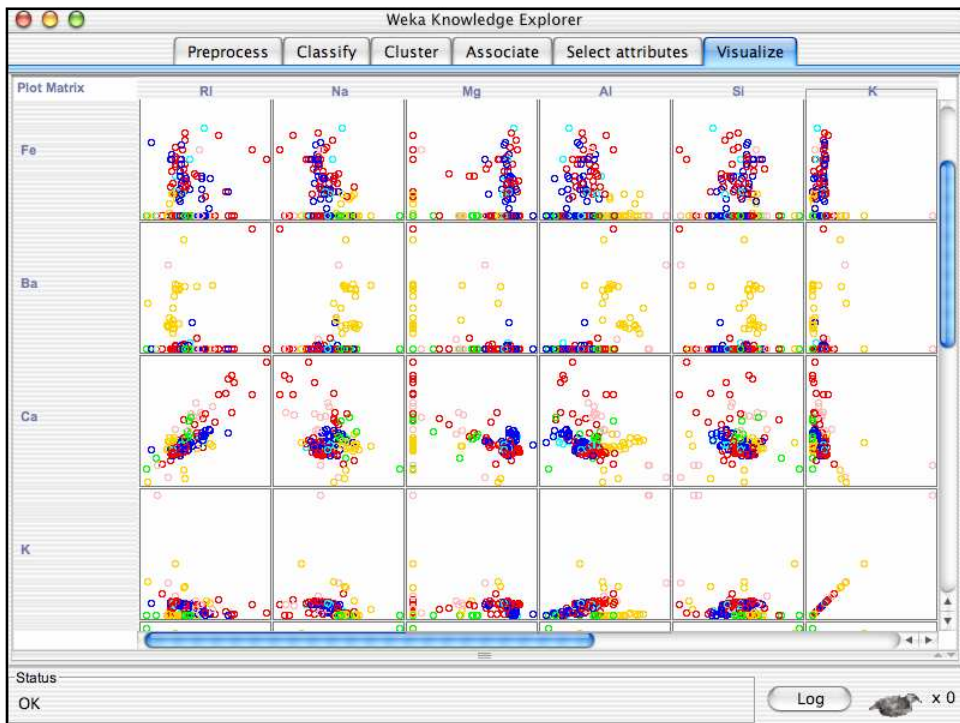 Weka Knowledge Explorer
Preprocess Classify Cluster Associate Select attributes Visualize
Plot Matrix RI Na Mg Al Si K
Fe
Ba
Ca
K
Status
OK
Log x 0